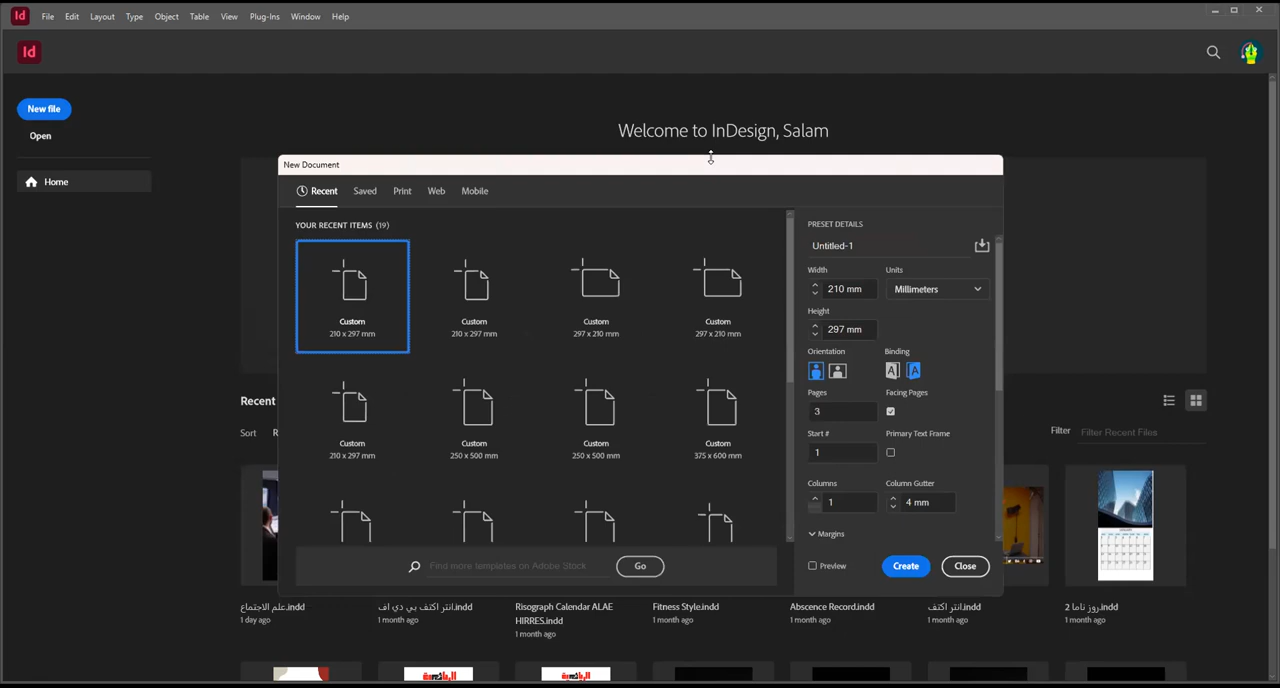 Id File Edit Layout Type Object Table View Plug-Ins Window Help
Id
New file
Open
Home
Welcome to InDesign, Salam
New Document
Recent Saved Print Web Mobile
YOUR RECENT ITEMS (19)
Custom
210 x 297 mm
Custom
210 x 297 mm
Custom
297 x 210 mm
Custom
297 x 210 mm
Custom
210 x 297 mm
Custom
250 x 500 mm
Custom
250 x 500 mm
Custom
375 x 600 mm
Find more templates on Adobe Stock
Go
PRESET DETAILS
Untitled-1
Width Units
210 mm Millimeters
Height
297 mm
Orientation Binding
Pages Facing Pages
3
Start # Primary Text Frame
1
Columns Column Gutter
1 4 mm
Margins
Preview Create Close
Recent
Sort R
Filter Filter Recent Files
علم الاجتماع.indd
1 day ago
انتر اكتف بي دي اف.indd
1 month ago
Risograph Calendar ALAE
HIRRES.indd
1 month ago
Fitness Style.indd
1 month ago
Abscence Record.indd
1 month ago
انتر اكتف.indd
1 month ago
روز ناما 2.indd
1 month ago